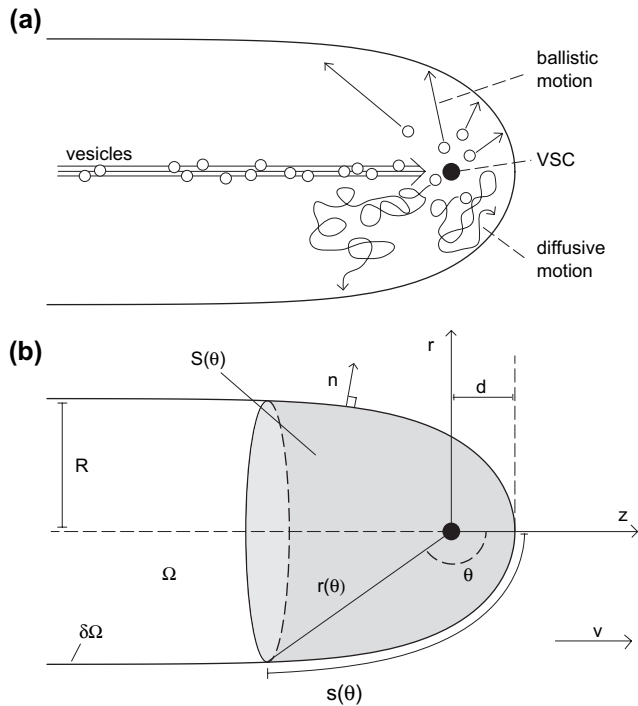 (a)
ballistic
motion
vesicles
VSC
diffusive
motion
(b)
S(θ)
n
r
d
R
z
Ω
r(θ)
θ
δΩ
v
s(θ)